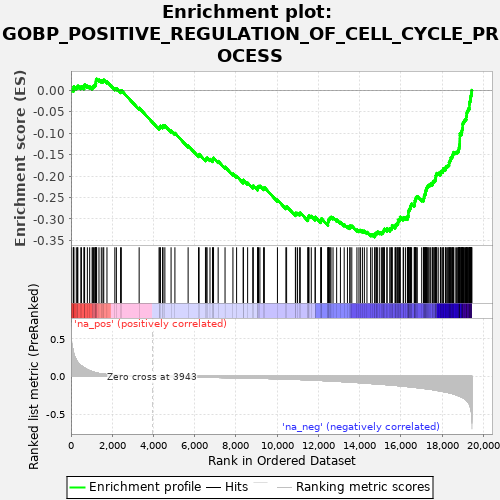 Enrichment plot:
GOBP_POSITIVE_REGULATION_OF_CELL_CYCLE_PR
OCESS
Enrichment score (ES)
0.00
-0.05
-0.10
-0.15
-0.20
-0.25
-0.30
-0.35
'na_pos' (positively correlated)
Ranked list metric (PreRanked)
0.5
0.0
-0.5
Zero cross at 3943
'na_neg' (negatively correlated)
0
2,000
4,000
6,000
8,000
10,000
12,000
14,000
16,000
18,000
20,000
Rank in Ordered Dataset
Enrichment profile
Hits
Ranking metric scores